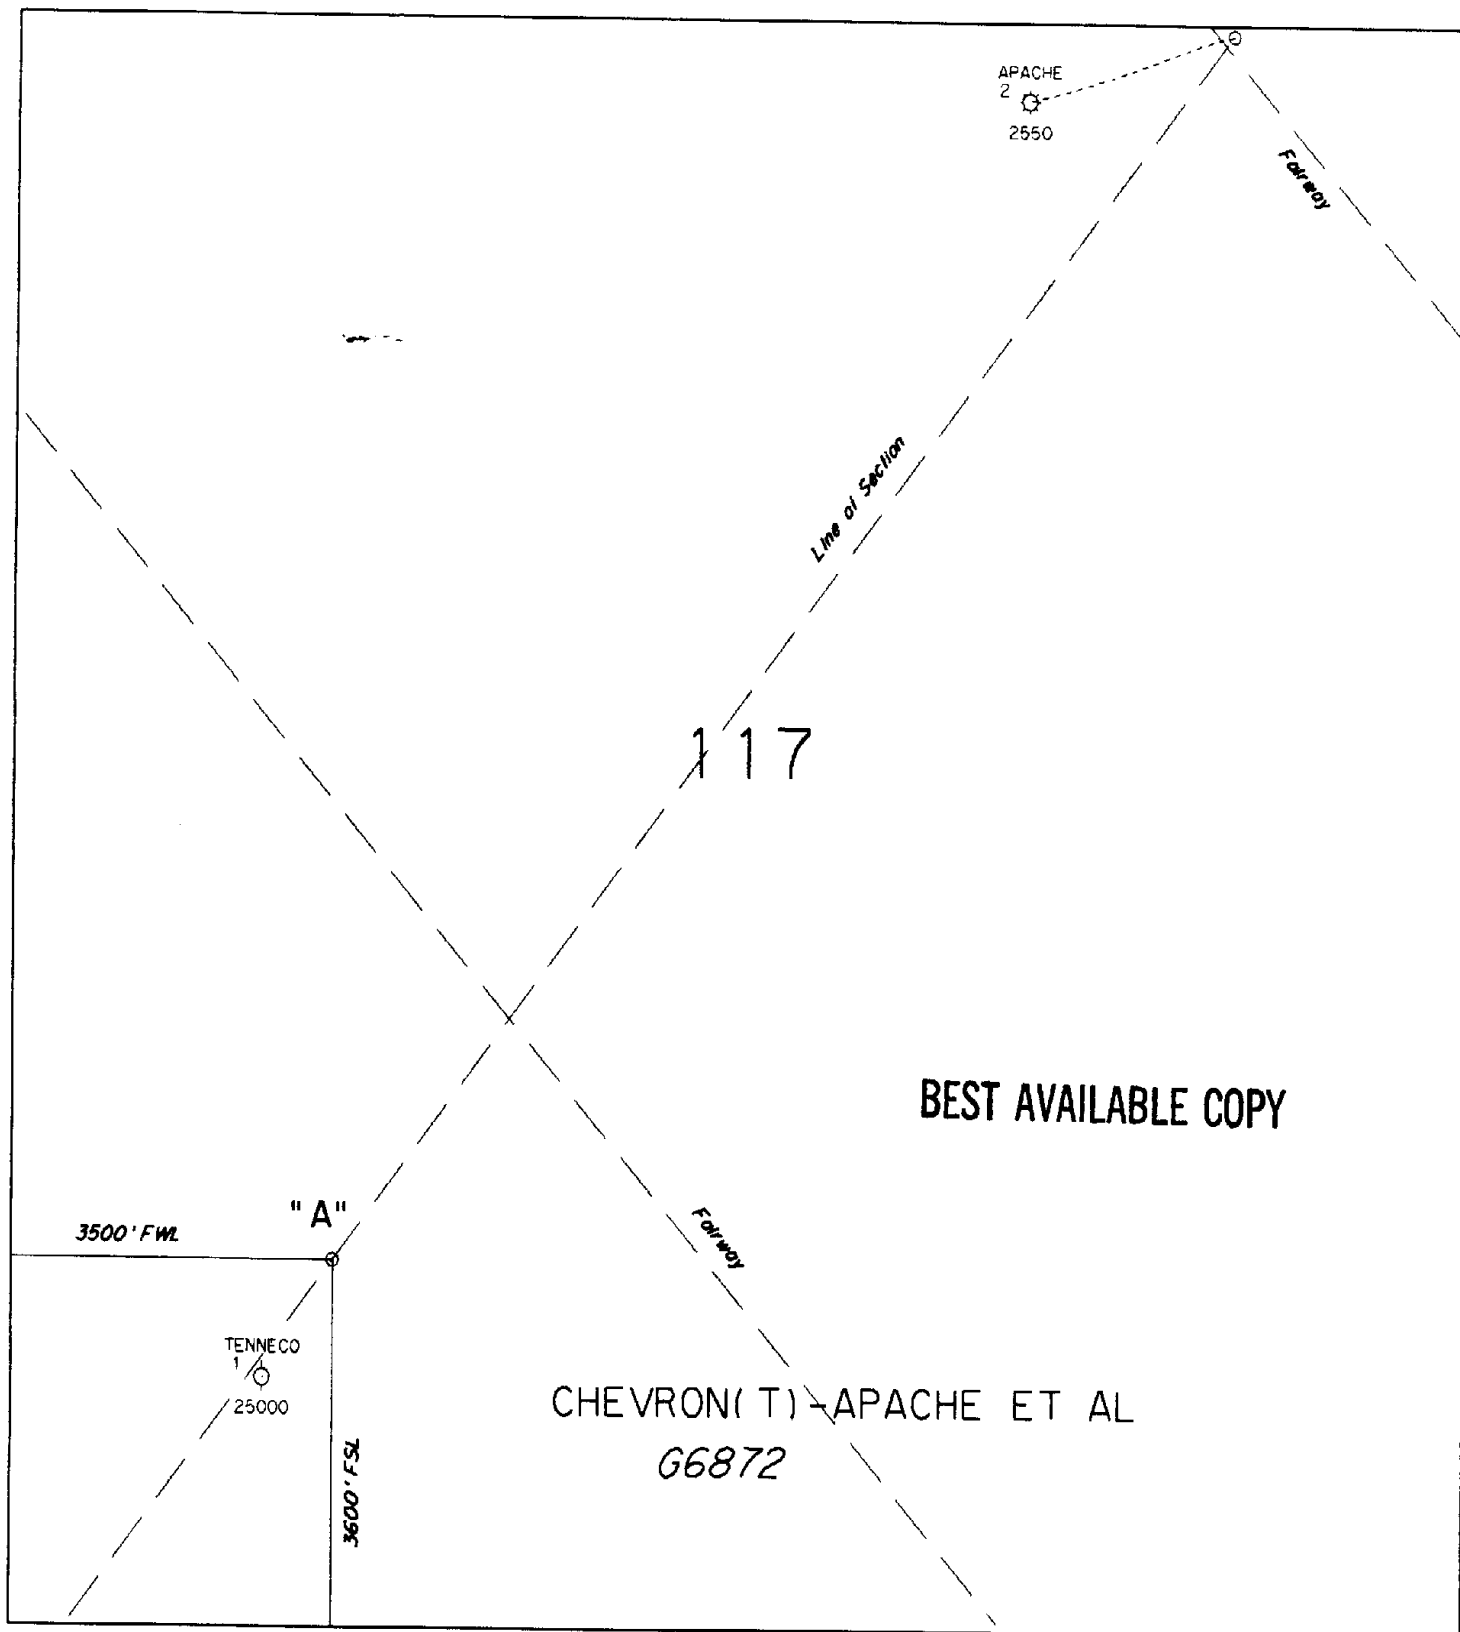 APACHE
2
2550
Fairway
Line of Section
117
BEST AVAILABLE COPY
"A"
3500' FWL
Fairway
TENNECO
1
25000
3600' FSL
CHEVRON(T)-APACHE ET AL
G6872